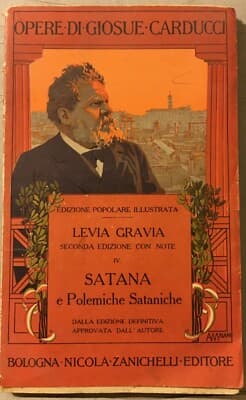 OPERE·DI·GIOSUE·CARDUCCI
EDIZIONE POPOLARE ILLUSTRATA
LEVIA GRAVIA
SECONDA EDIZIONE CON NOTE
IV
SATANA
e Polemiche Sataniche
DALLA EDIZIONE DEFINITIVA
APPROVATA DALL' AUTORE
BOLOGNA·NICOLA·ZANICHELLI·EDITORE